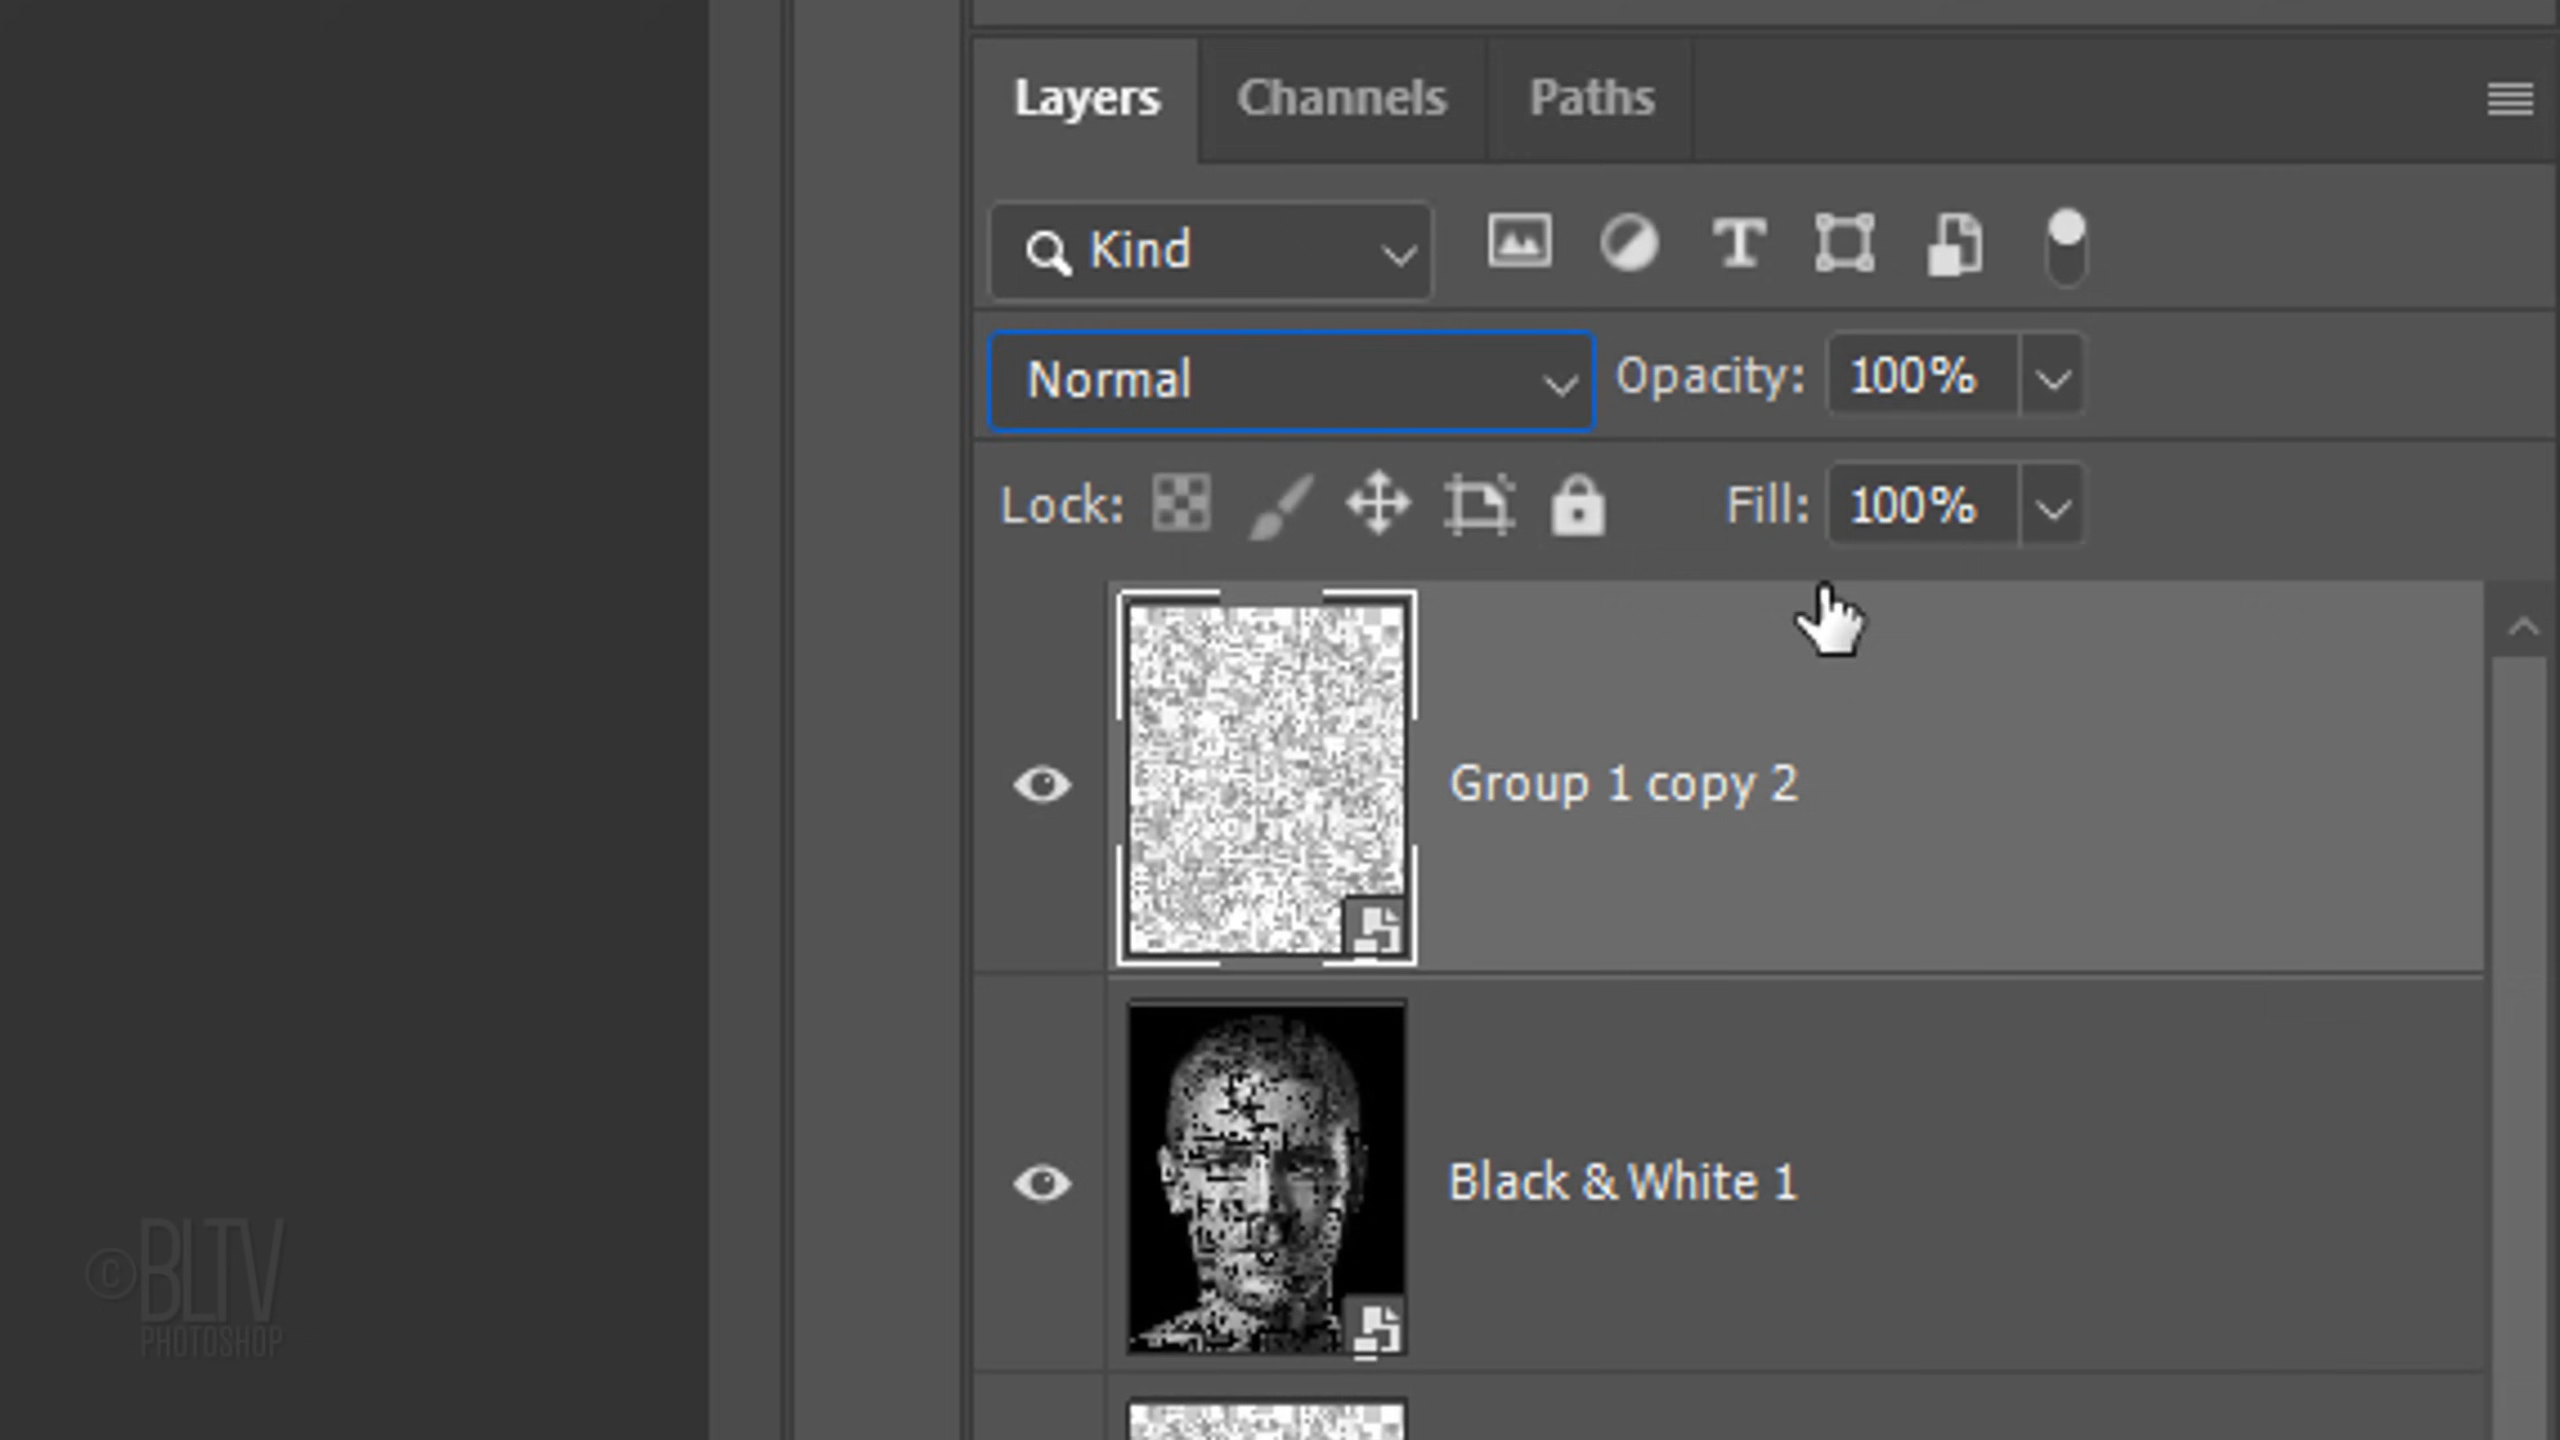 Layers Channels Paths
Kind
Normal Opacity: 100%
Lock: Fill: 100%
Group 1 copy 2
Black & White 1
©BLTV
PHOTOSHOP